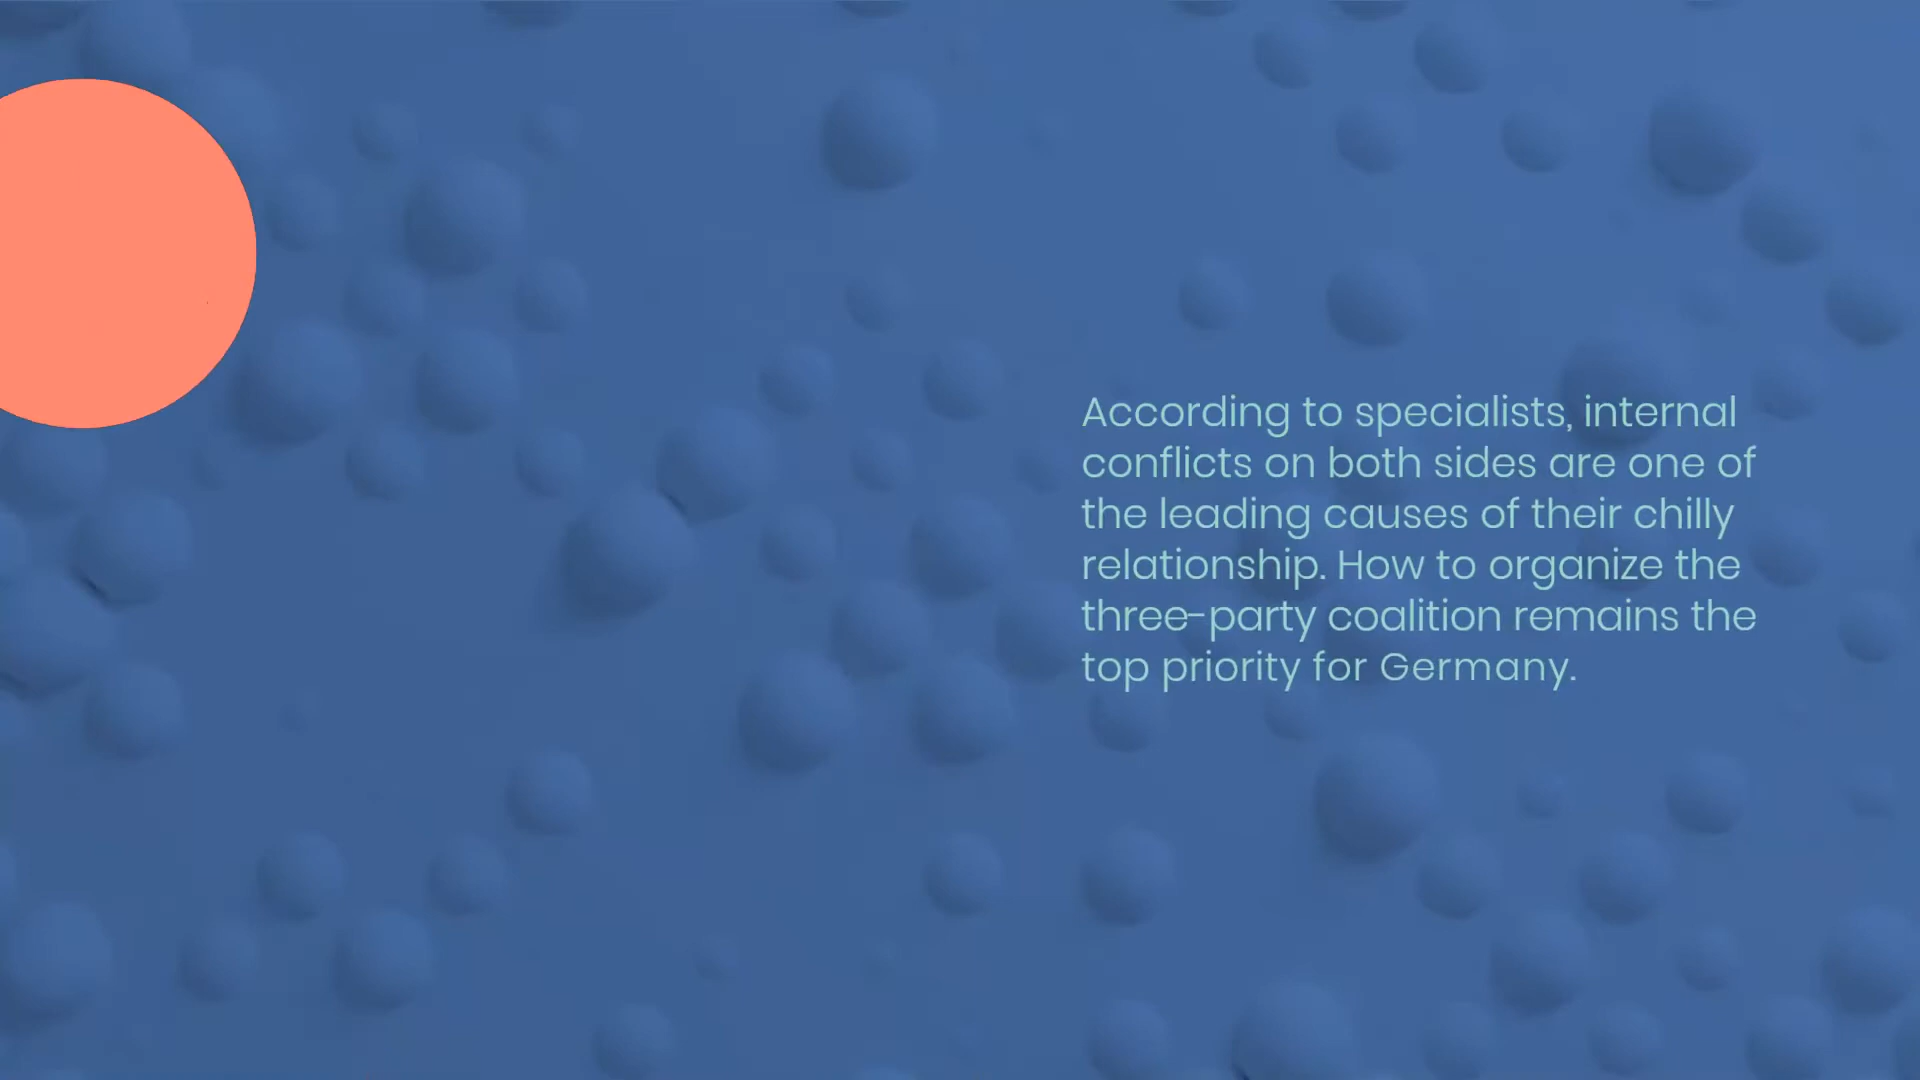 According to specialists, internal
conflicts on both sides are one of
the leading causes of their chilly
relationship. How to organize the
three-party coalition remains the
top priority for Germany.